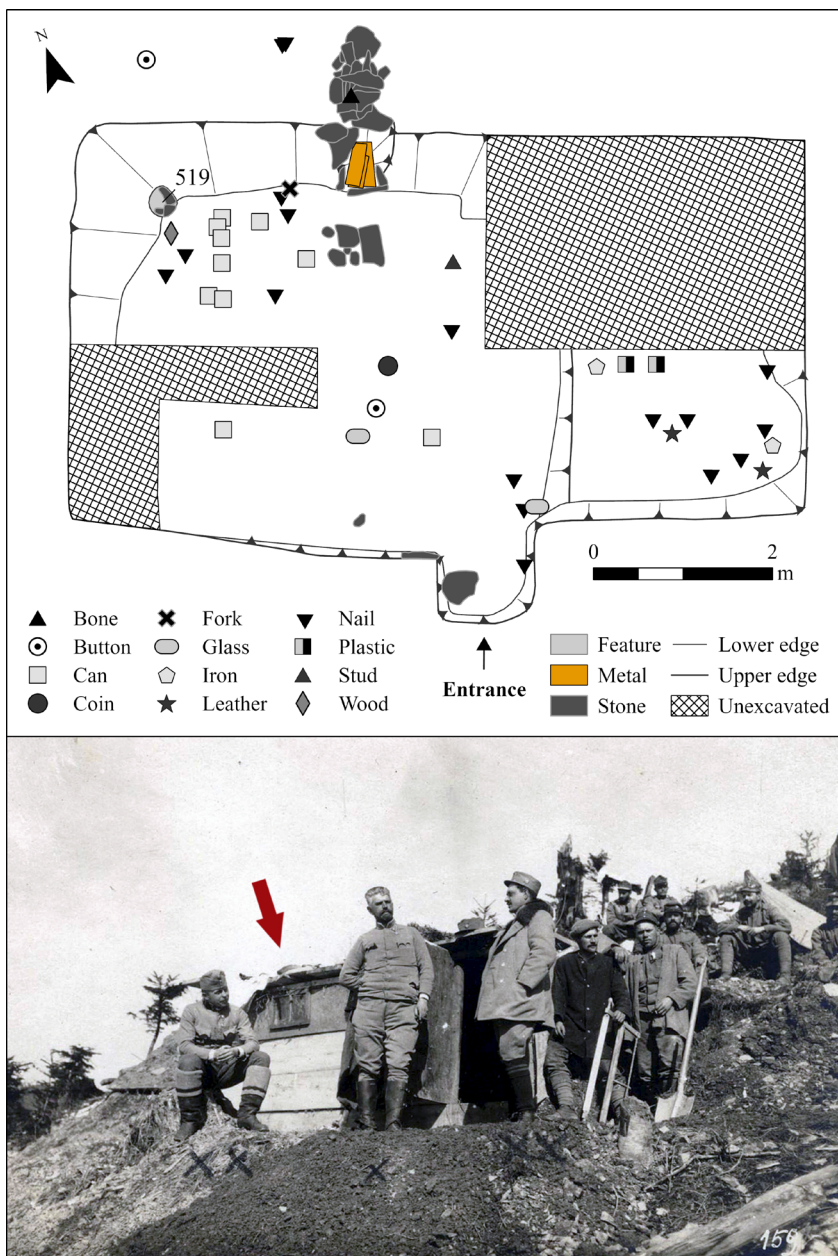 N
519
0 2
m
Bone Fork Nail
Button Glass Plastic
Can Iron Stud
Coin Leather Wood
Entrance
Feature Lower edge
Metal Upper edge
Stone Unexcavated